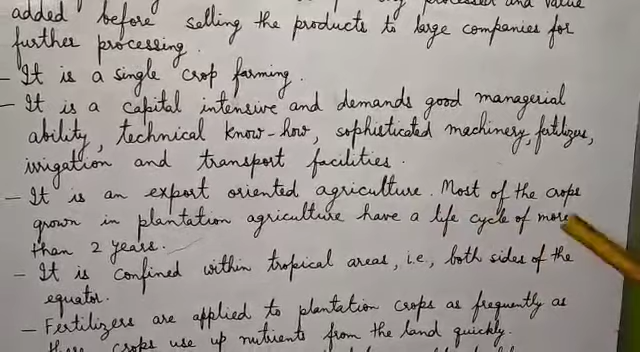 processed and value
added before selling the products to large companies for
further processing.
- It is a single crop farming.
- It is a capital intensive and demands good managerial
ability, technical know-how, sophisticated machinery, fertilizers,
irrigation and transport facilities.
- It is an export oriented agriculture. Most of the crops
grown in plantation agriculture have a life cycle of more
than 2 years.
- It is confined within tropical areas, i.e., both sides of the
equator.
- Fertilizers are applied to plantation crops as frequently as
these crops use up nutrients from the land quickly.